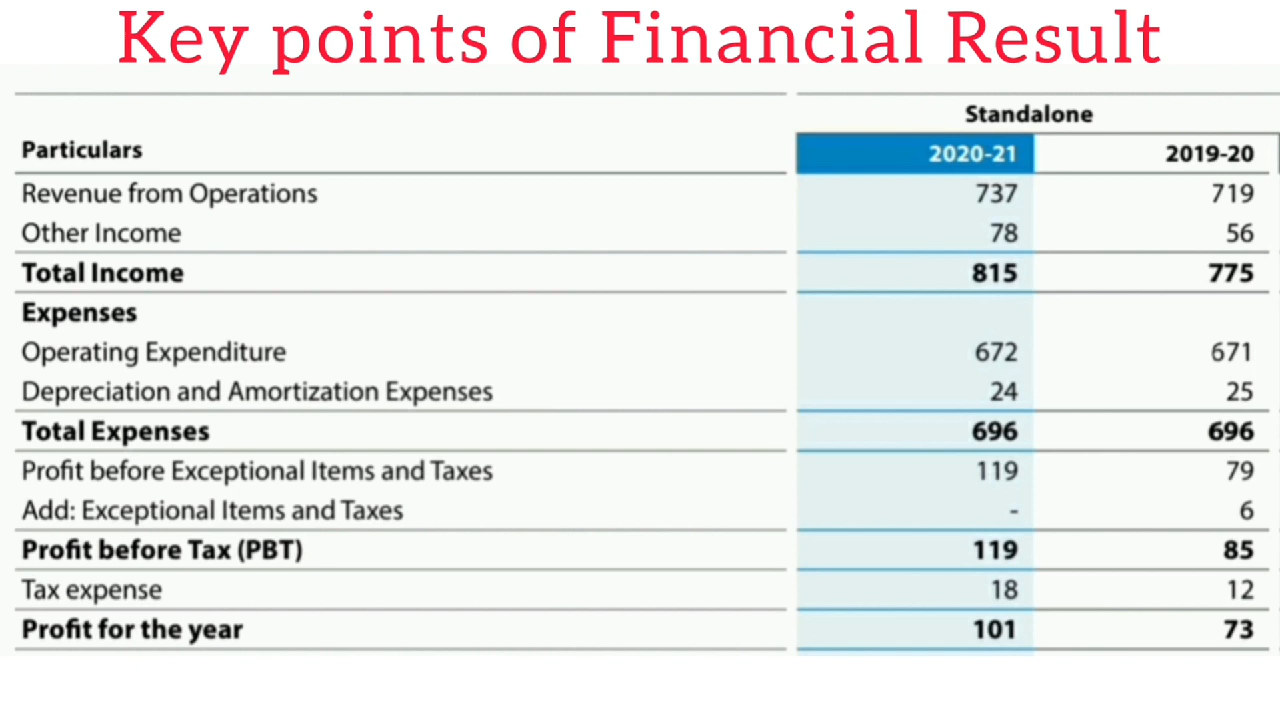 Key points of Financial Result
Standalone
Particulars 2020-21 2019-20
Revenue from Operations 737 719
Other Income 78 56
Total Income 815 775
Expenses
Operating Expenditure 672 671
Depreciation and Amortization Expenses 24 25
Total Expenses 696 696
Profit before Exceptional Items and Taxes 119 79
Add: Exceptional Items and Taxes - 6
Profit before Tax (PBT) 119 85
Tax expense 18 12
Profit for the year 101 73